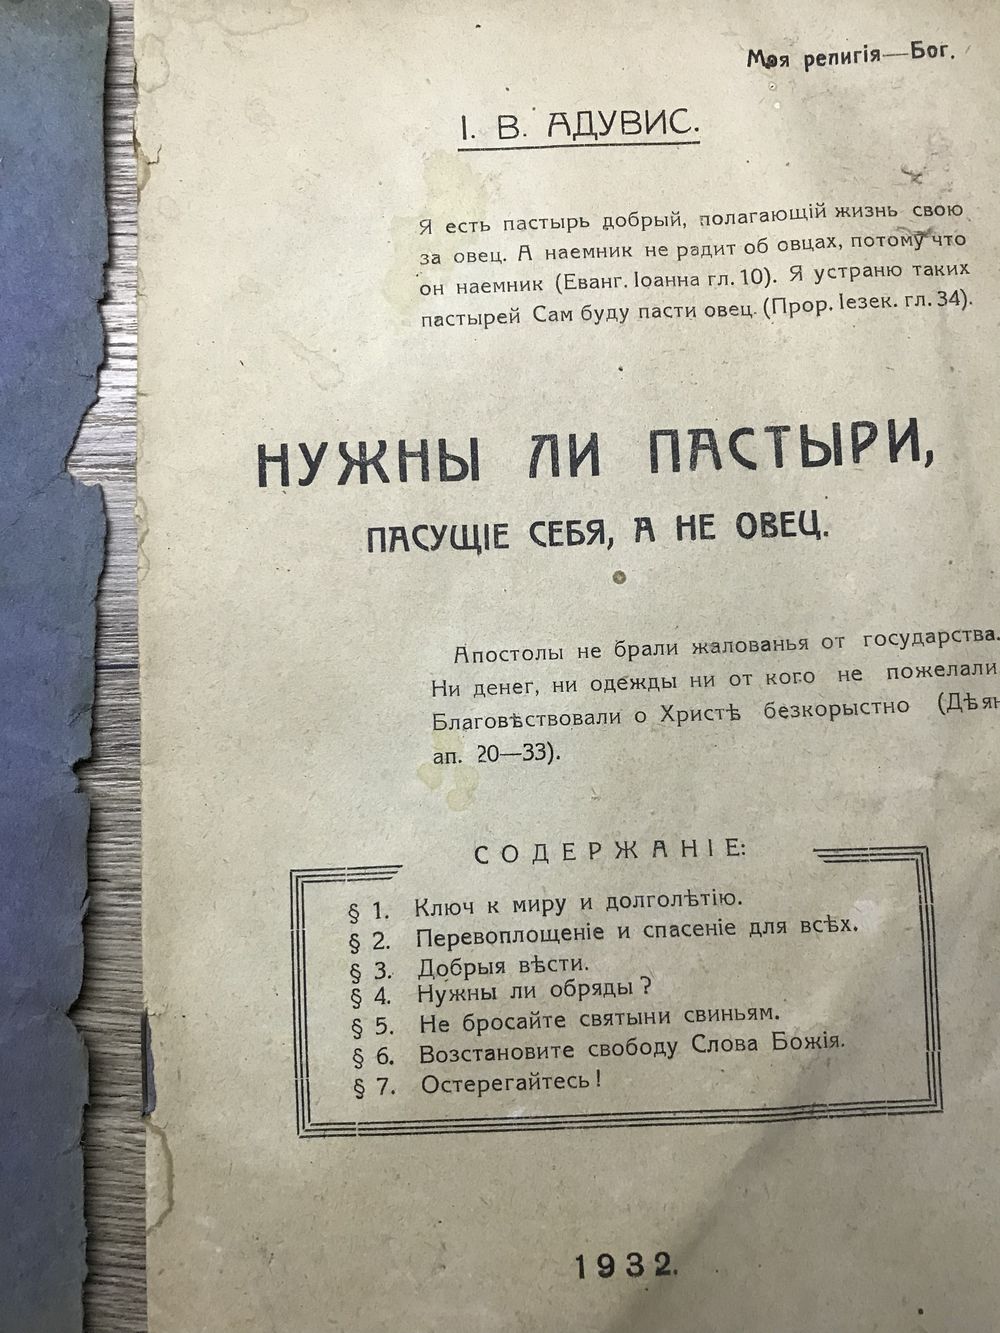 Моя религія—Бог.
І. В. АДУВИС.
Я есть пастырь добрый, полагающій жизнь свою
за овец. А наемник не радит об овцах, потому что
он наемник (Еванг. Іоанна гл. 10). Я устраню таких
пастырей Сам буду пасти овец. (Прор. Іезек. гл. 34).
НУЖНЫ ЛИ ПАСТЫРИ,
ПАСУЩІЕ СЕБЯ, А НЕ ОВЕЦ.
Апостолы не брали жалованья от государства.
Ни денег, ни одежды ни от кого не пожелали
Благовѣствовали о Христѣ безкорыстно (Дѣян
ап. 20—33).
СОДЕРЖАНІЕ:
§ 1. Ключ к миру и долголѣтію.
§ 2. Перевоплощеніе и спасеніе для всѣх.
§ 3. Добрыя вѣсти.
§ 4. Нужны ли обряды?
§ 5. Не бросайте святыни свиньям.
§ 6. Возстановите свободу Слова Божія.
§ 7. Остерегайтесь!
1932.